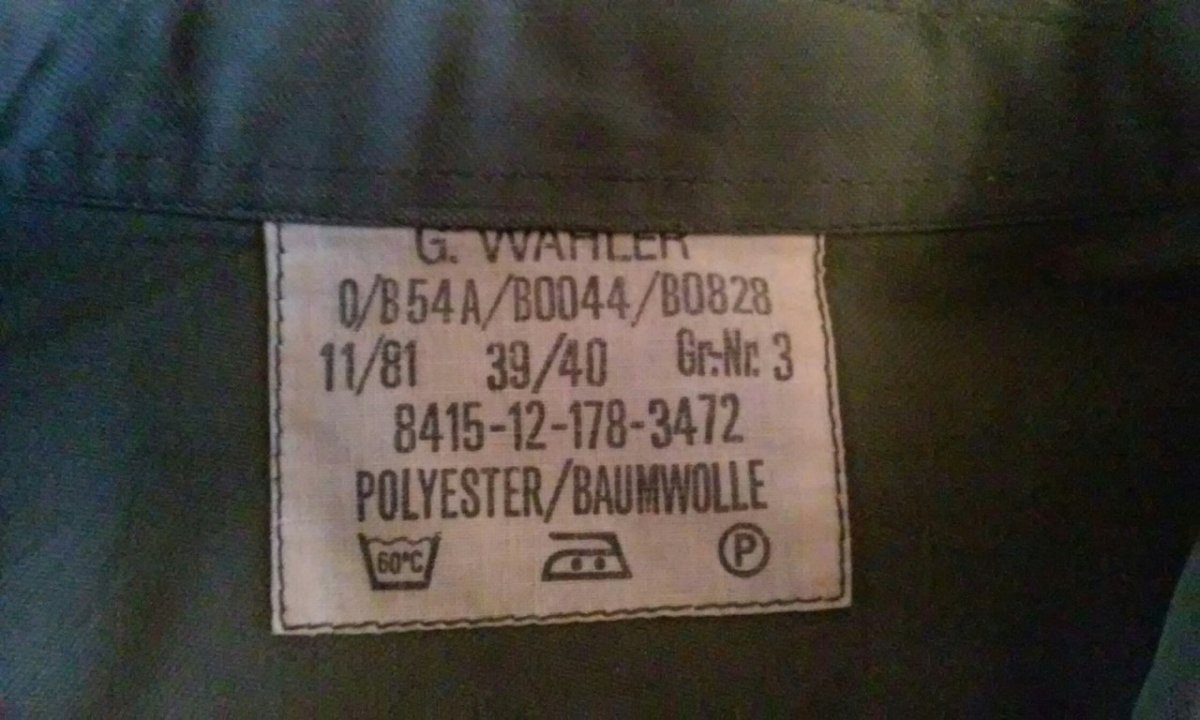 G. WAHLER
0/B54A/B0044/B0828
11/81 39/40 Gr.-Nr. 3
8415-12-178-3472
POLYESTER/BAUMWOLLE
60°C P